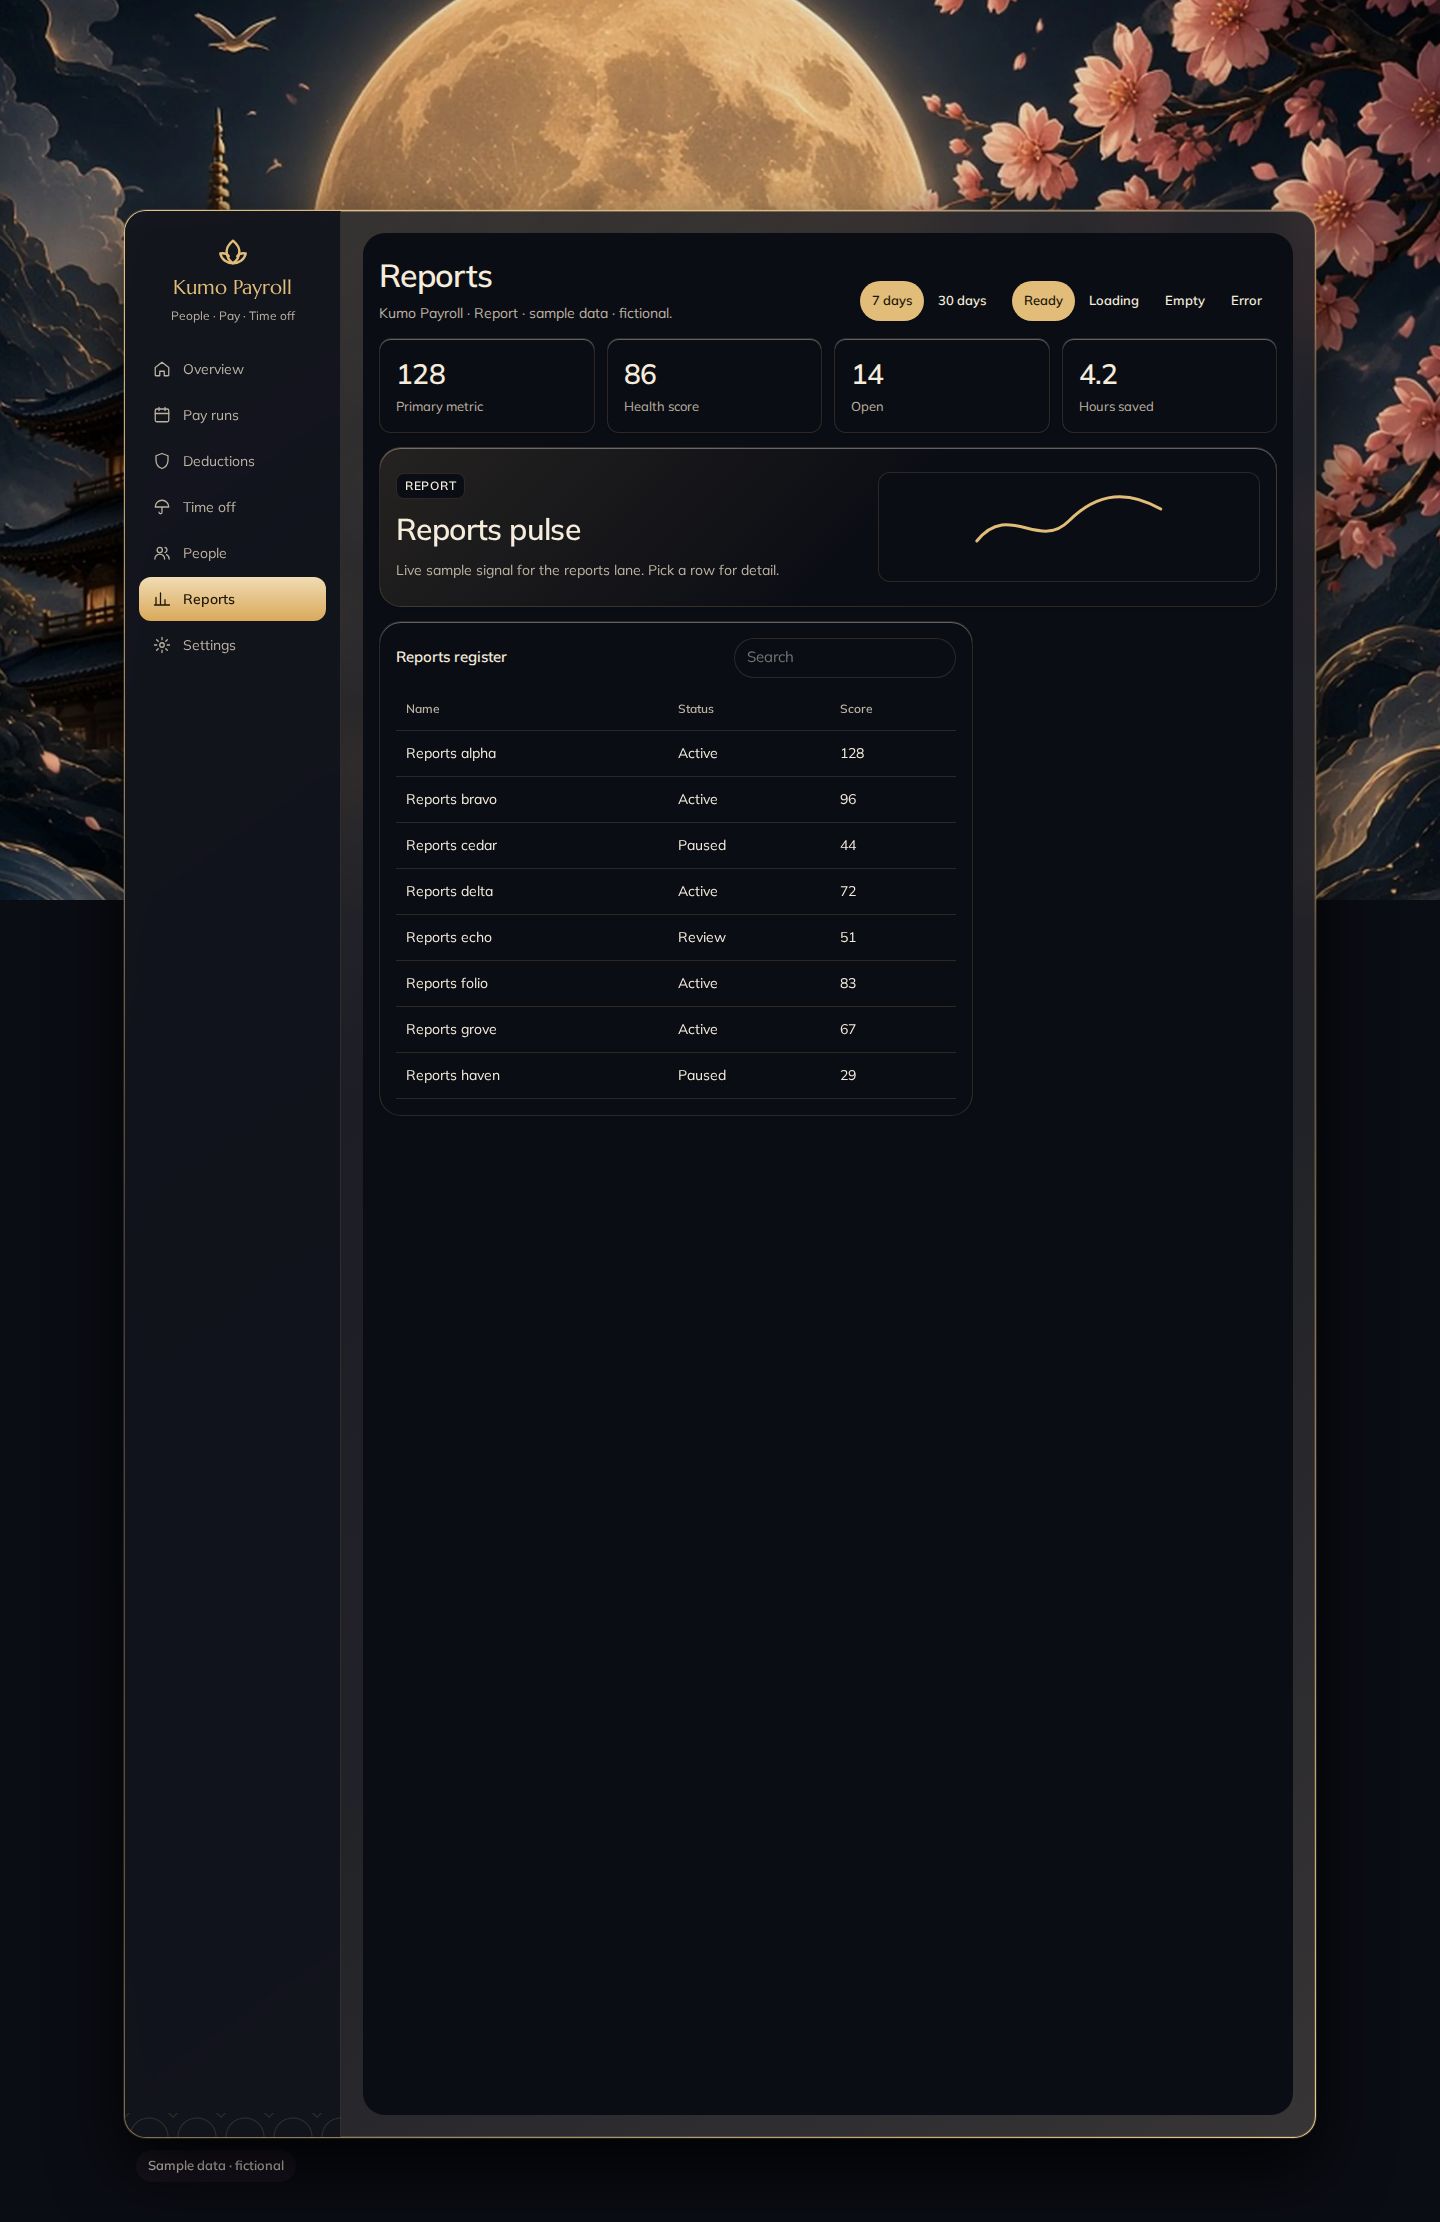 Kumo Payroll
People · Pay · Time off
Overview
Pay runs
Deductions
Time off
People
Reports
Settings
Reports
Kumo Payroll · Report · sample data · fictional.
7 days 30 days Ready Loading Empty Error
128 86 14 4.2
Primary metric Health score Open Hours saved
REPORT
Reports pulse
Live sample signal for the reports lane. Pick a row for detail.
Reports register Search
Name Status Score
Reports alpha Active 128
Reports bravo Active 96
Reports cedar Paused 44
Reports delta Active 72
Reports echo Review 51
Reports folio Active 83
Reports grove Active 67
Reports haven Paused 29
Sample data · fictional